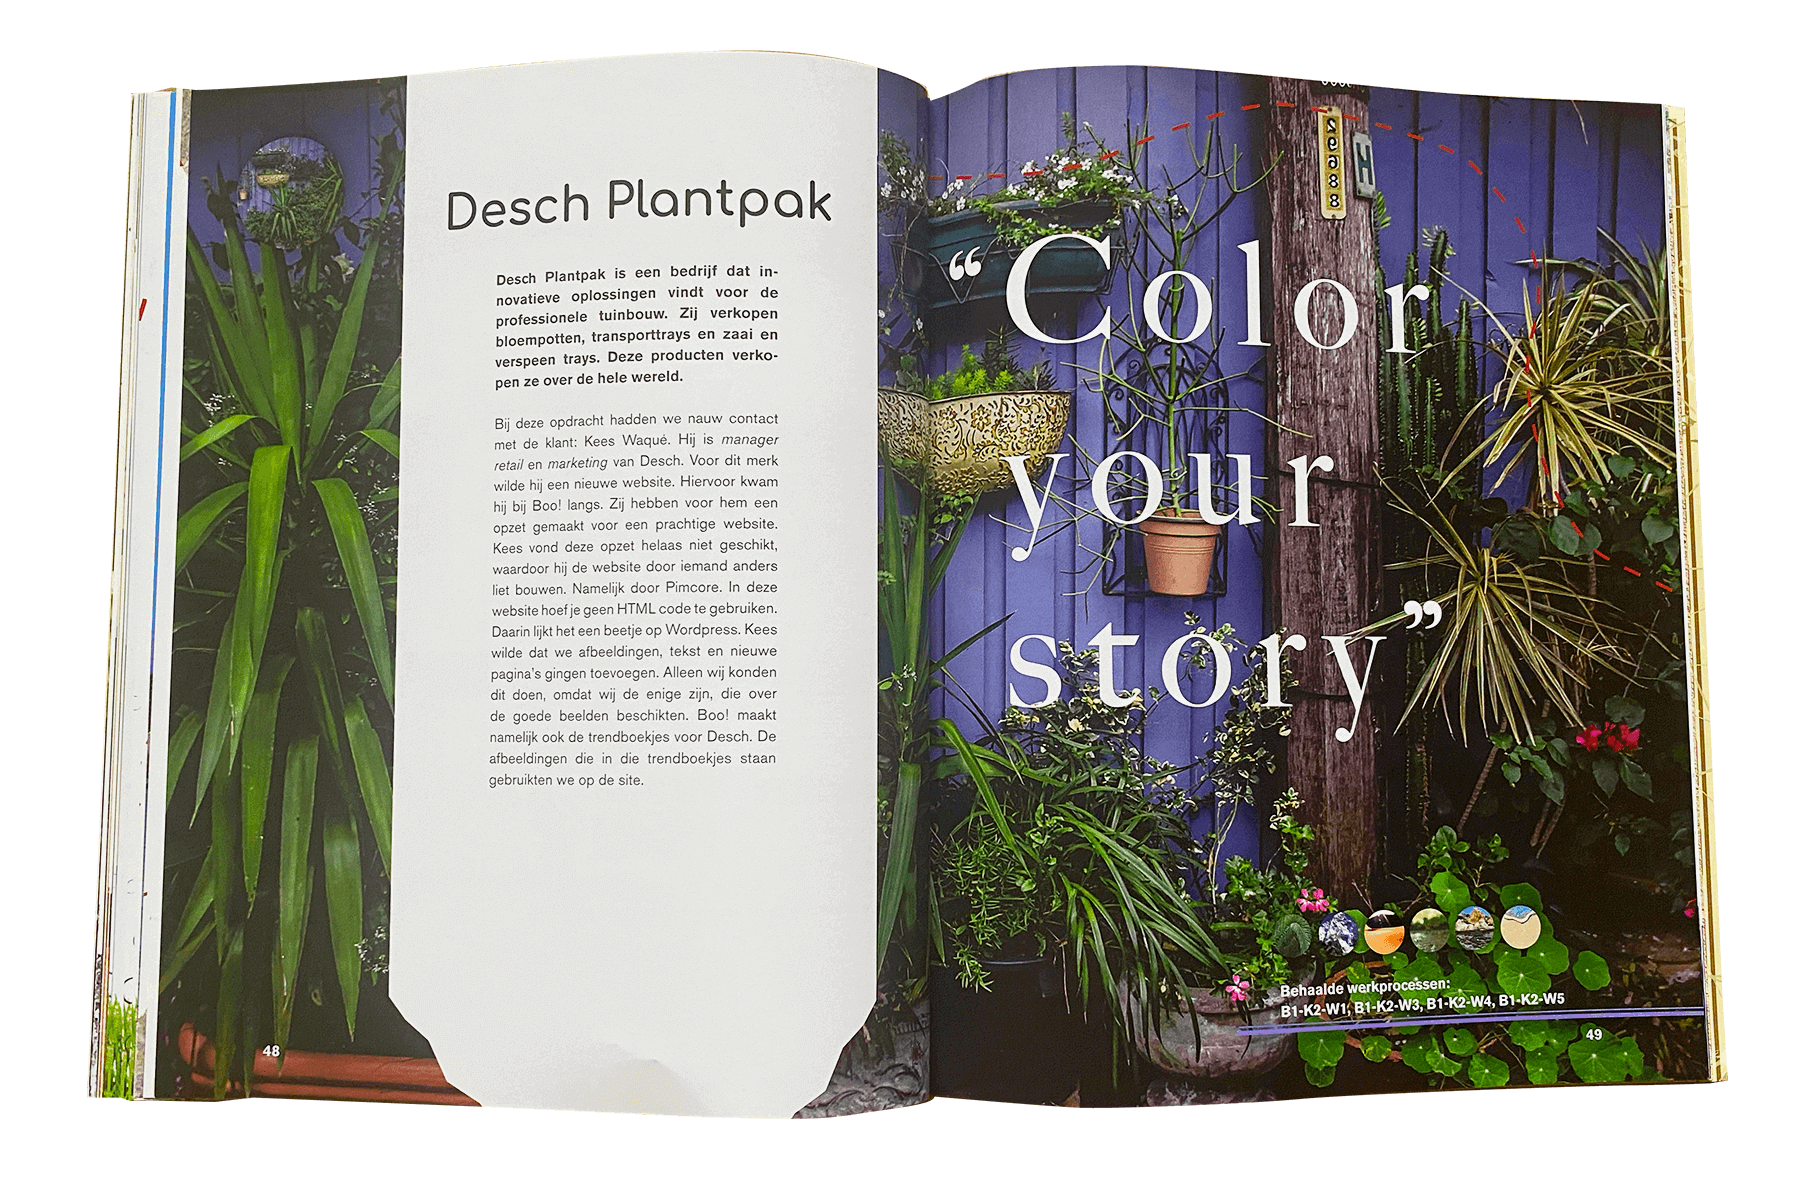 Desch Plantpak
Desch Plantpak is een bedrijf dat in-
novatieve oplossingen vindt voor de
professionele tuinbouw. Zij verkopen
bloempotten, transporttrays en zaai en
verspeen trays. Deze producten verko-
pen ze over de hele wereld.
Bij deze opdracht hadden we nauw contact
met de klant: Kees Waqué. Hij is manager
retail en marketing van Desch. Voor dit merk
wilde hij een nieuwe website. Hiervoor kwam
hij bij Boo! langs. Zij hebben voor hem een
opzet gemaakt voor een prachtige website.
Kees vond deze opzet helaas niet geschikt,
waardoor hij de website door iemand anders
liet bouwen. Namelijk door Pimcore. In deze
website hoef je geen HTML code te gebruiken.
Daarin lijkt het een beetje op Wordpress. Kees
wilde dat we afbeeldingen, tekst en nieuwe
pagina's gingen toevoegen. Alleen wij konden
dit doen, omdat wij de enige zijn, die over
de goede beelden beschikten. Boo! maakt
namelijk ook de trendboekjes voor Desch. De
afbeeldingen die in die trendboekjes staan
gebruikten we op de site.
48
H
“Color
your
story”
Behaalde werkprocessen:
B1-K2-W1, B1-K2-W3, B1-K2-W4, B1-K2-W5
49